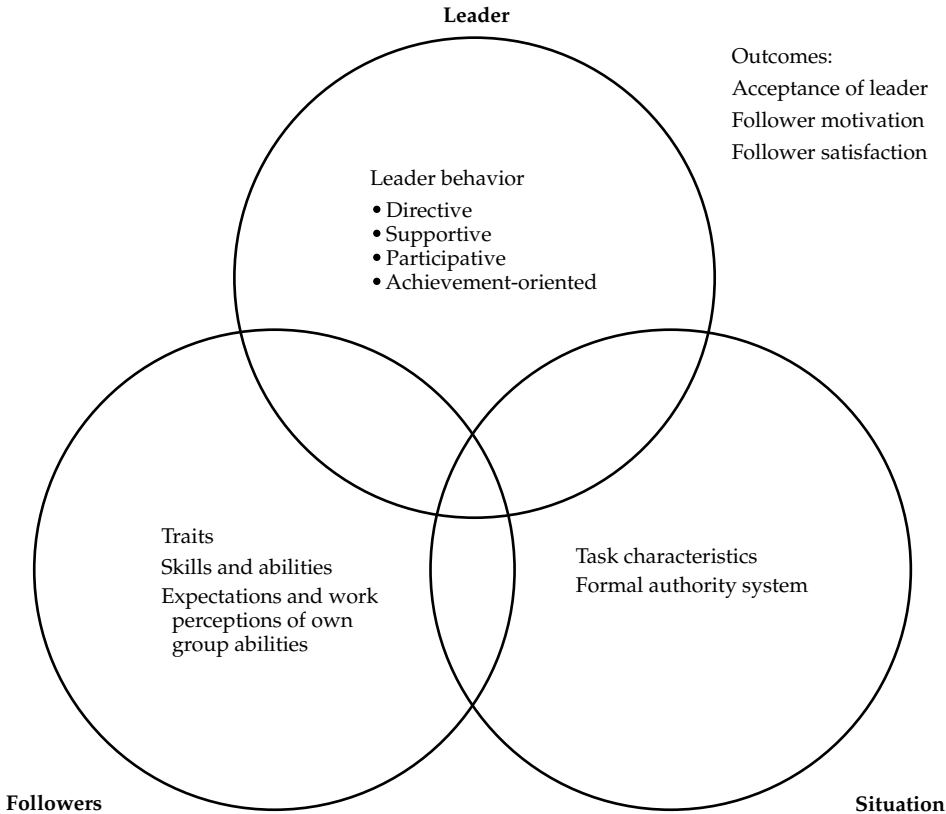 Leader
Outcomes:
Acceptance of leader
Follower motivation
Follower satisfaction
Leader behavior
• Directive
• Supportive
• Participative
• Achievement-oriented
Traits
Skills and abilities
Expectations and work
perceptions of own
group abilities
Task characteristics
Formal authority system
Followers
Situation